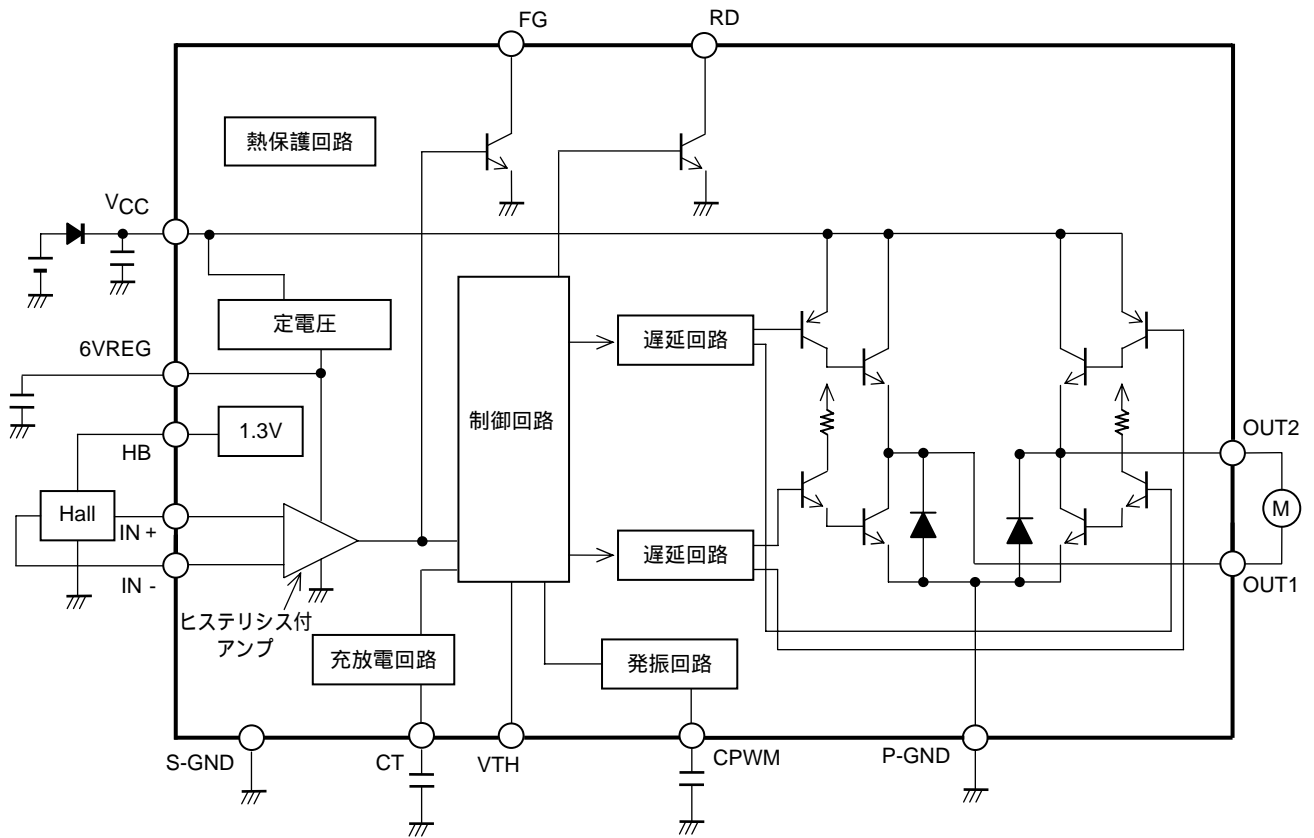 FG
RD
熱保護回路
VCC
定電圧
遅延回路
6VREG
制御回路
1.3V
HB
OUT2
Hall
M
IN +
遅延回路
IN -
OUT1
ヒステリシス付
アンプ
充放電回路
発振回路
S-GND
CT
VTH
CPWM
P-GND